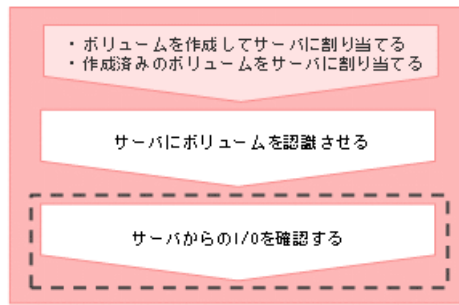 ・ボリュームを作成してサーバに割り当てる
・作成済みのボリュームをサーバに割り当てる
サーバにボリュームを認識させる
サーバからのI/Oを確認する